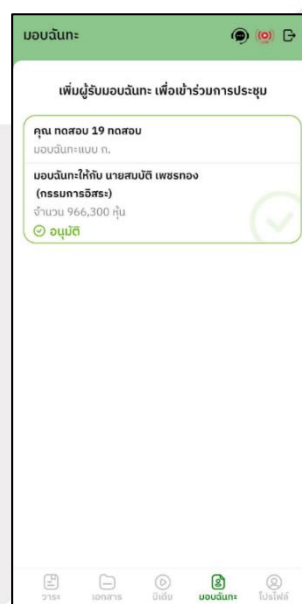 มอบฉันทะ
เพิ่มผู้รับมอบฉันทะ เพื่อเข้าร่วมการประชุม
คุณ ทดสอบ 19 ทดสอบ
มอบฉันทะแบบ ก.
มอบฉันทะให้กับ นายสมบัติ เพชรทอง
(กรรมการอิสระ)
จำนวน 966,300 หุ้น
อนุมัติ
วาระ เอกสาร มีเดีย มอบฉันทะ โปรไฟล์